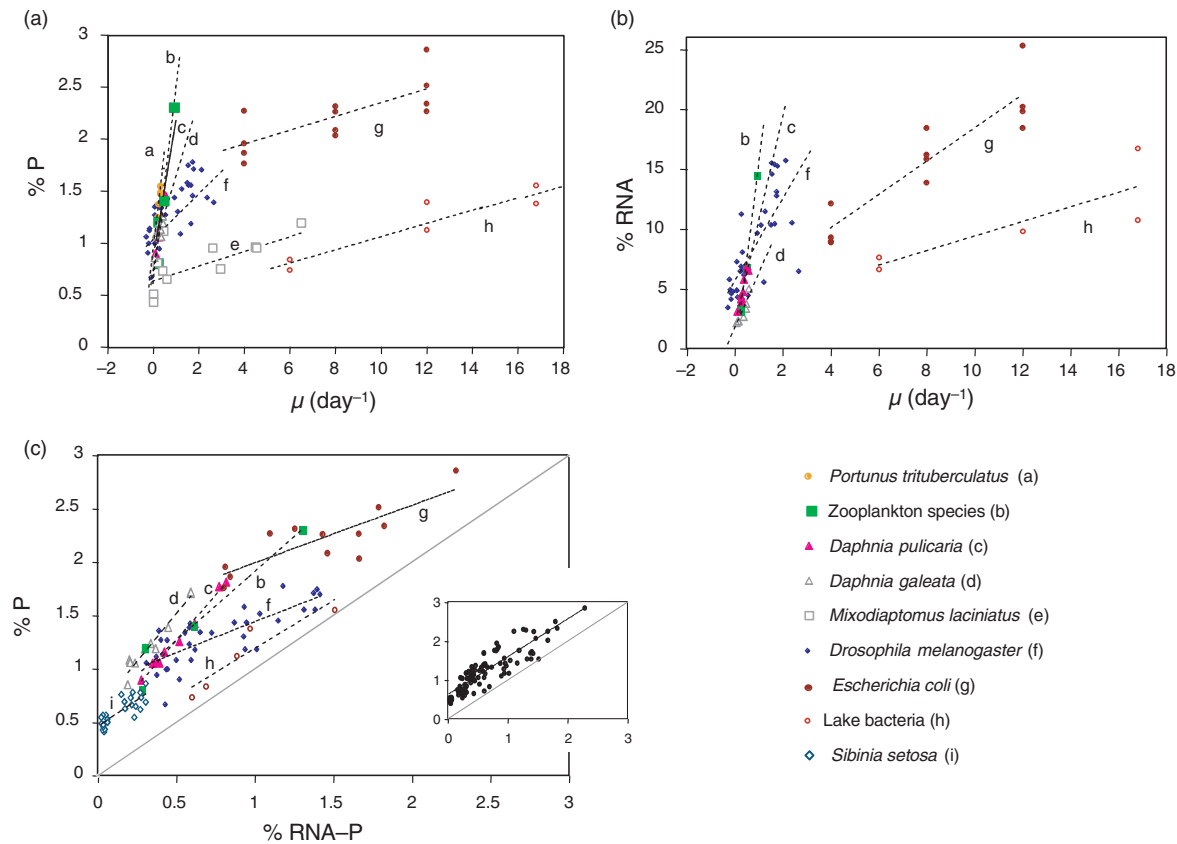 (a)
3
2.5
2
1.5
1
0.5
0
% P
−2 0 2 4 6 8 10 12 14 16 18
μ (day⁻¹)
b
c
d
a
f
e
g
h
(b)
25
20
15
10
5
0
% RNA
−2 0 2 4 6 8 10 12 14 16 18
μ (day⁻¹)
b
c
f
d
g
h
(c)
3
2.5
2
1.5
1
0.5
0
% P
0 0.5 1 1.5 2 2.5 3
% RNA–P
g
b
c
d
f
h
i
3
2
1
0
0 1 2 3
Portunus trituberculatus (a)
Zooplankton species (b)
Daphnia pulicaria (c)
Daphnia galeata (d)
Mixodiaptomus laciniatus (e)
Drosophila melanogaster (f)
Escherichia coli (g)
Lake bacteria (h)
Sibinia setosa (i)